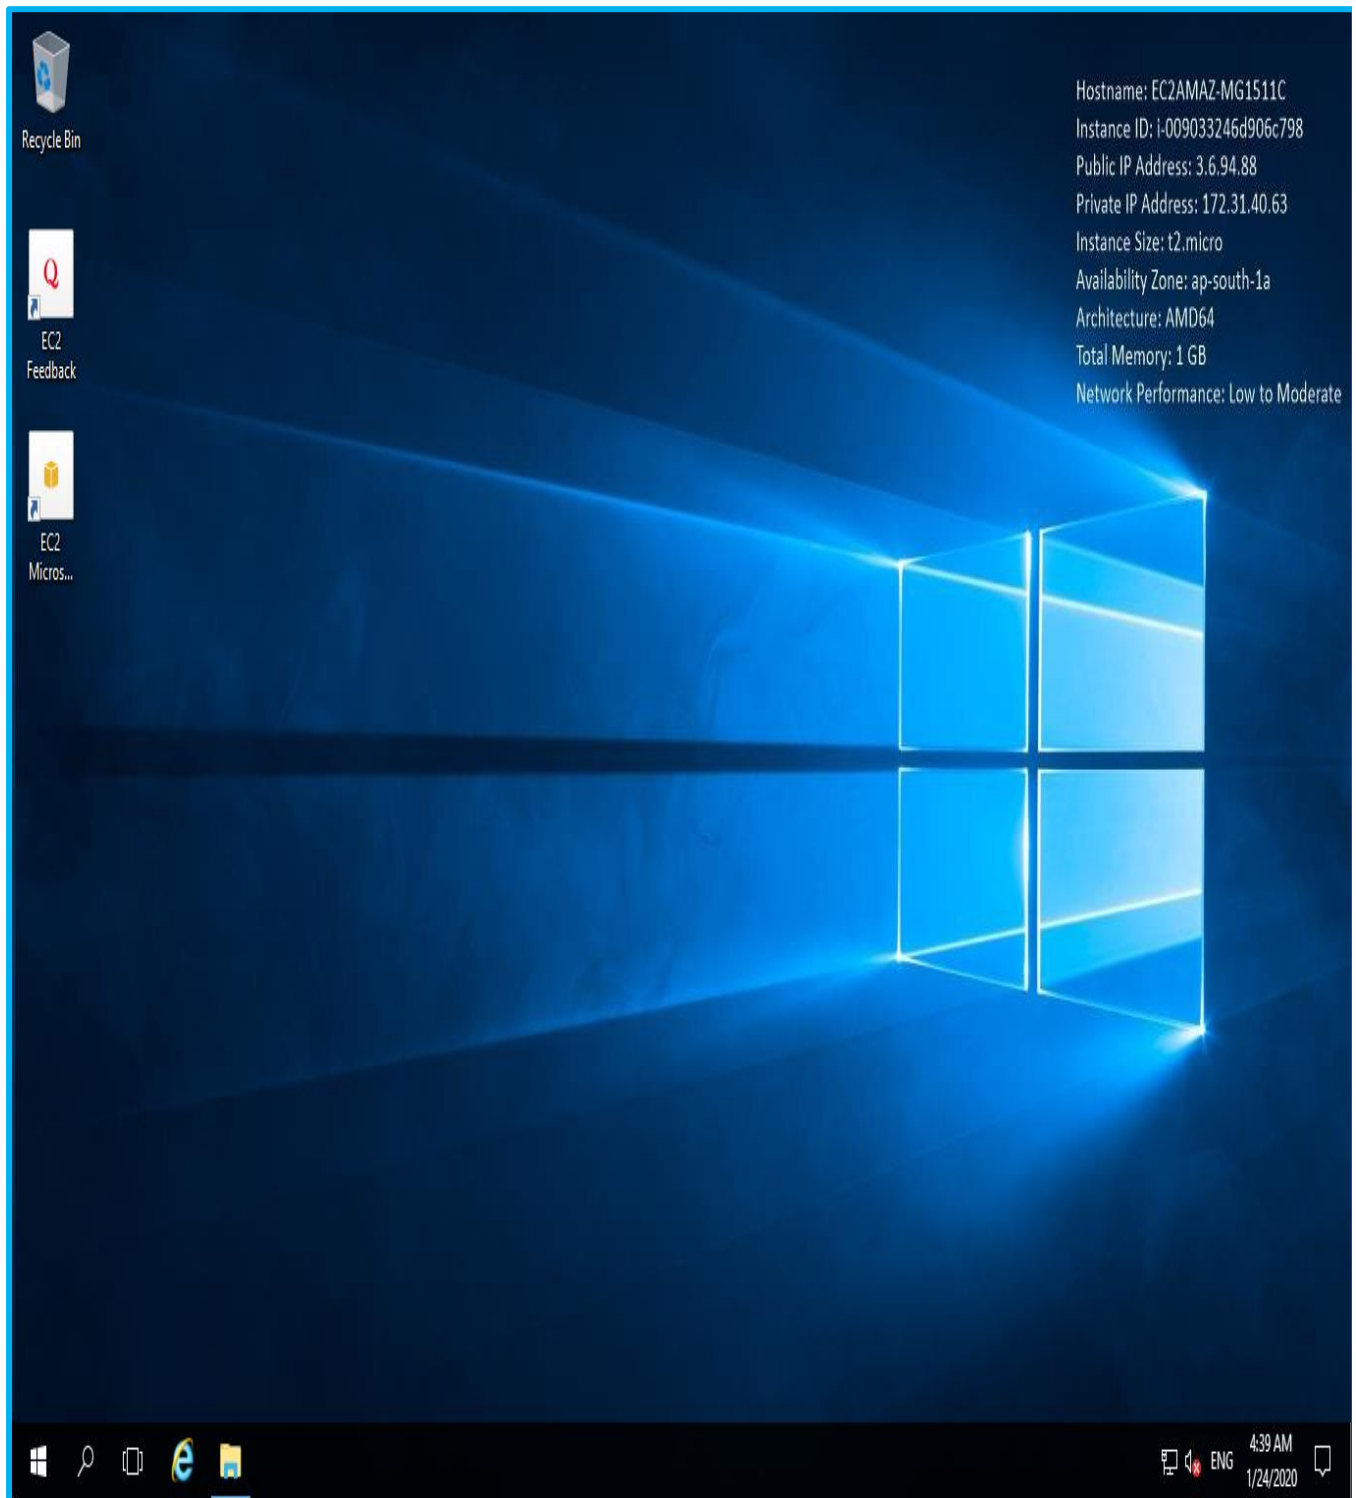 Recycle Bin
EC2
Feedback
EC2
Micros...
Hostname: EC2AMAZ-MG1511C
Instance ID: i-009033246d906c798
Public IP Address: 3.6.94.88
Private IP Address: 172.31.40.63
Instance Size: t2.micro
Availability Zone: ap-south-1a
Architecture: AMD64
Total Memory: 1 GB
Network Performance: Low to Moderate
ENG
4:39 AM
1/24/2020